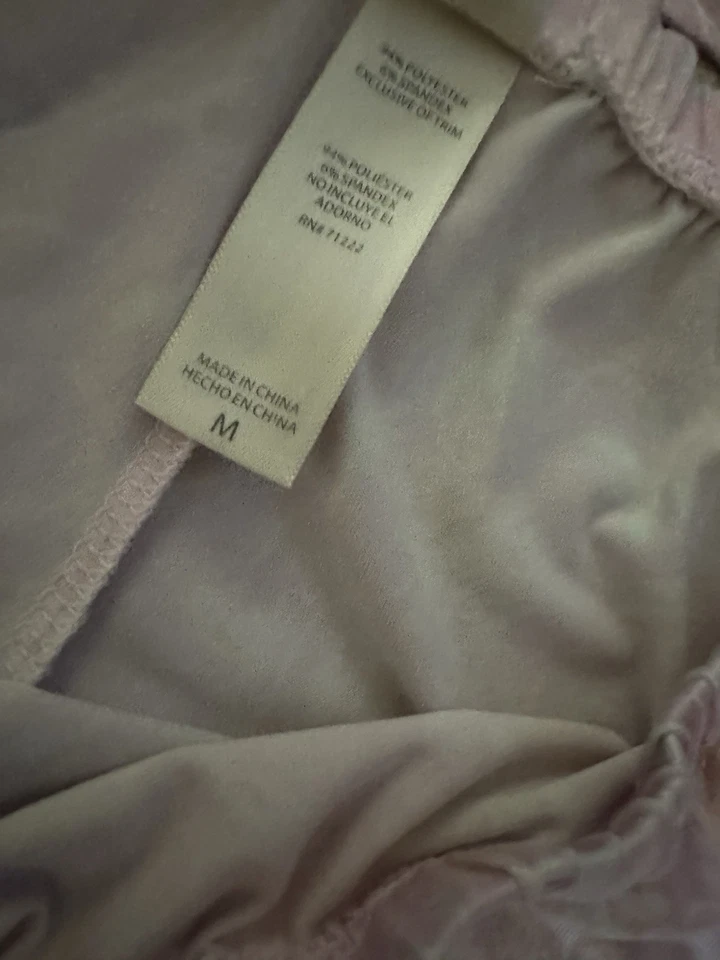 94% POLYESTER
6% SPANDEX
EXCLUSIVE OF TRIM
94% POLIÉSTER
6% SPANDEX
NO INCLUYE EL
ADORNO
RN# 71222
MADE IN CHINA
HECHO EN CHINA
M